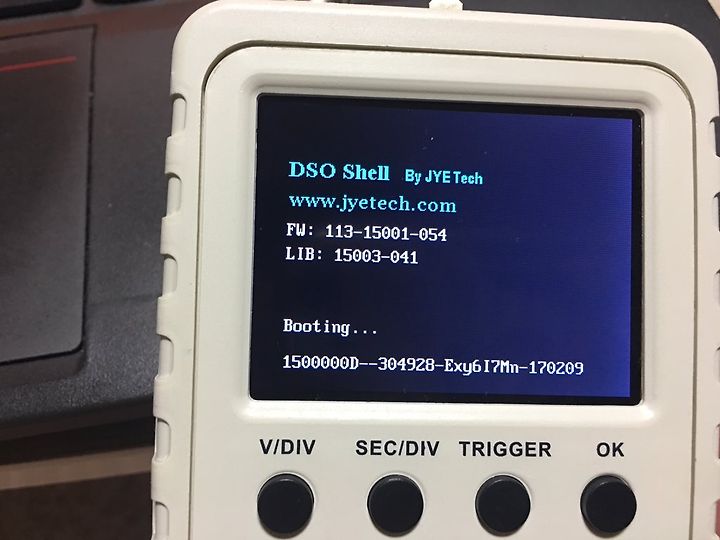 DSO Shell By JYE Tech
www.jyetech.com
FW: 113-15001-054
LIB: 15003-041
Booting...
1500000D--304928-Exy6I7Mn-170209
V/DIV SEC/DIV TRIGGER OK